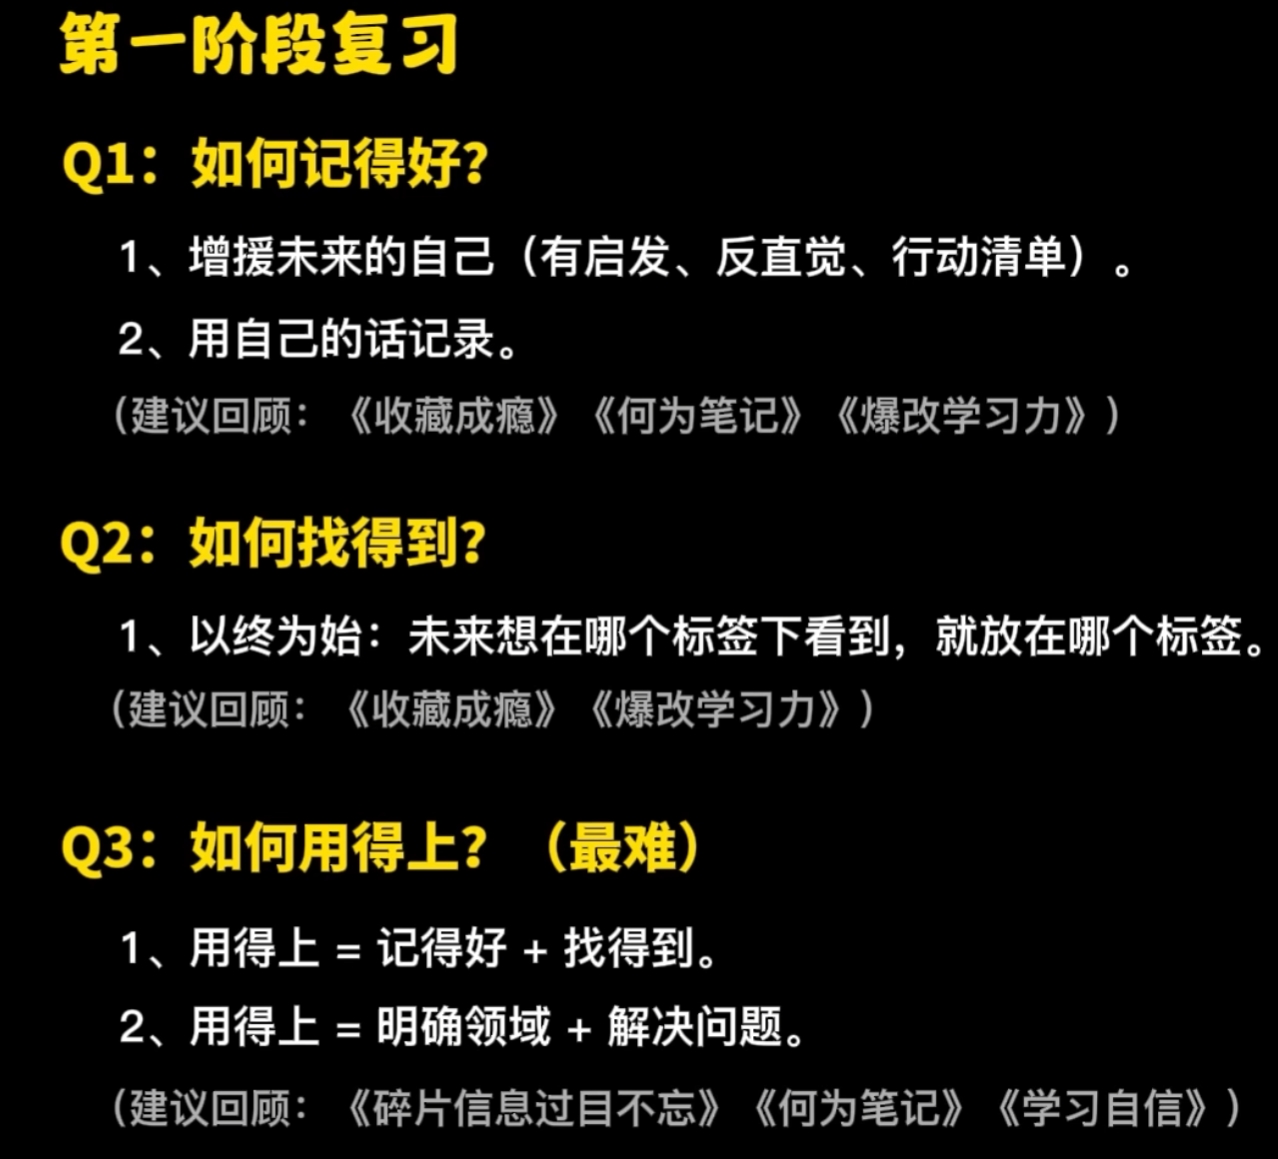 第一阶段复习
Q1：如何记得好？
1、增援未来的自己（有启发、反直觉、行动清单）。
2、用自己的话记录。
（建议回顾：《收藏成瘾》《何为笔记》《爆改学习力》）
Q2：如何找得到？
1、以终为始：未来想在哪个标签下看到，就放在哪个标签。
（建议回顾：《收藏成瘾》《爆改学习力》）
Q3：如何用得上？（最难）
1、用得上 = 记得好 + 找得到。
2、用得上 = 明确领域 + 解决问题。
（建议回顾：《碎片信息过目不忘》《何为笔记》《学习自信》）